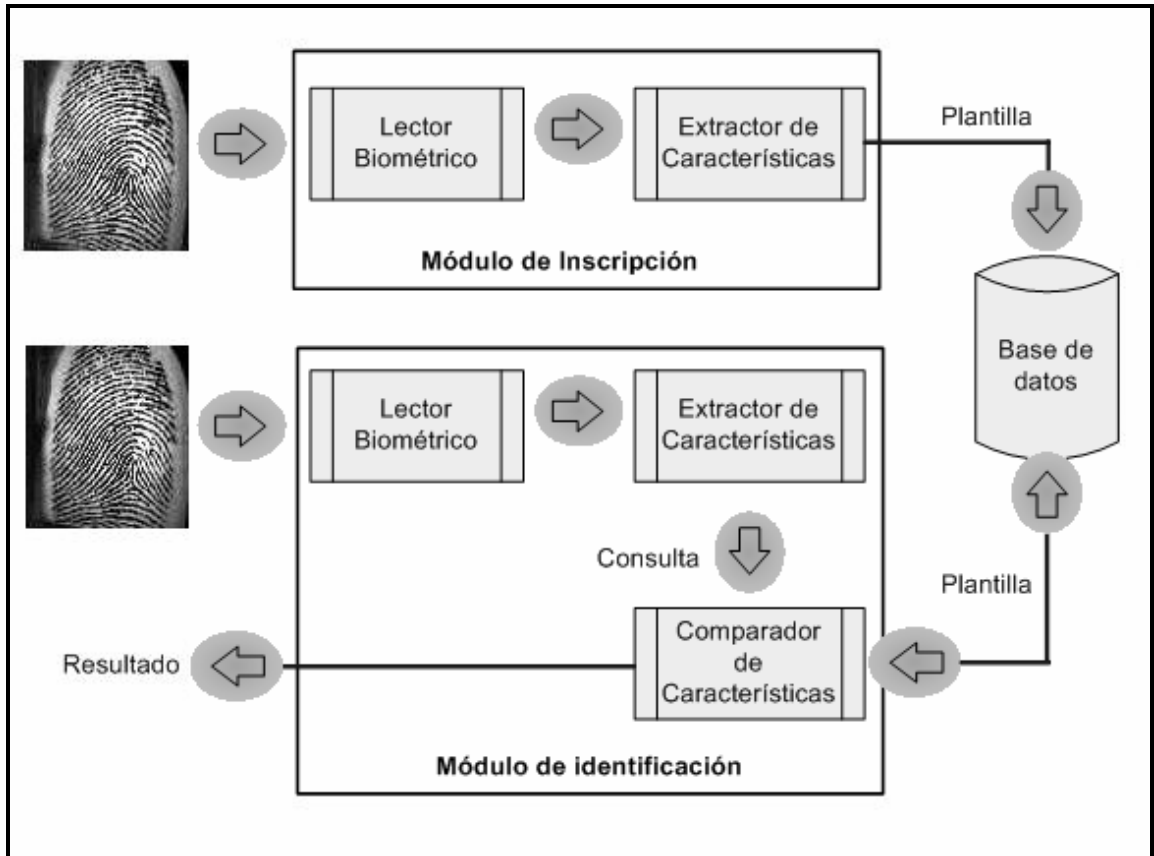 Lector
Biométrico
Extractor de
Características
Plantilla
Módulo de Inscripción
Base de
datos
Lector
Biométrico
Extractor de
Características
Consulta
Plantilla
Comparador
de
Características
Resultado
Módulo de identificación